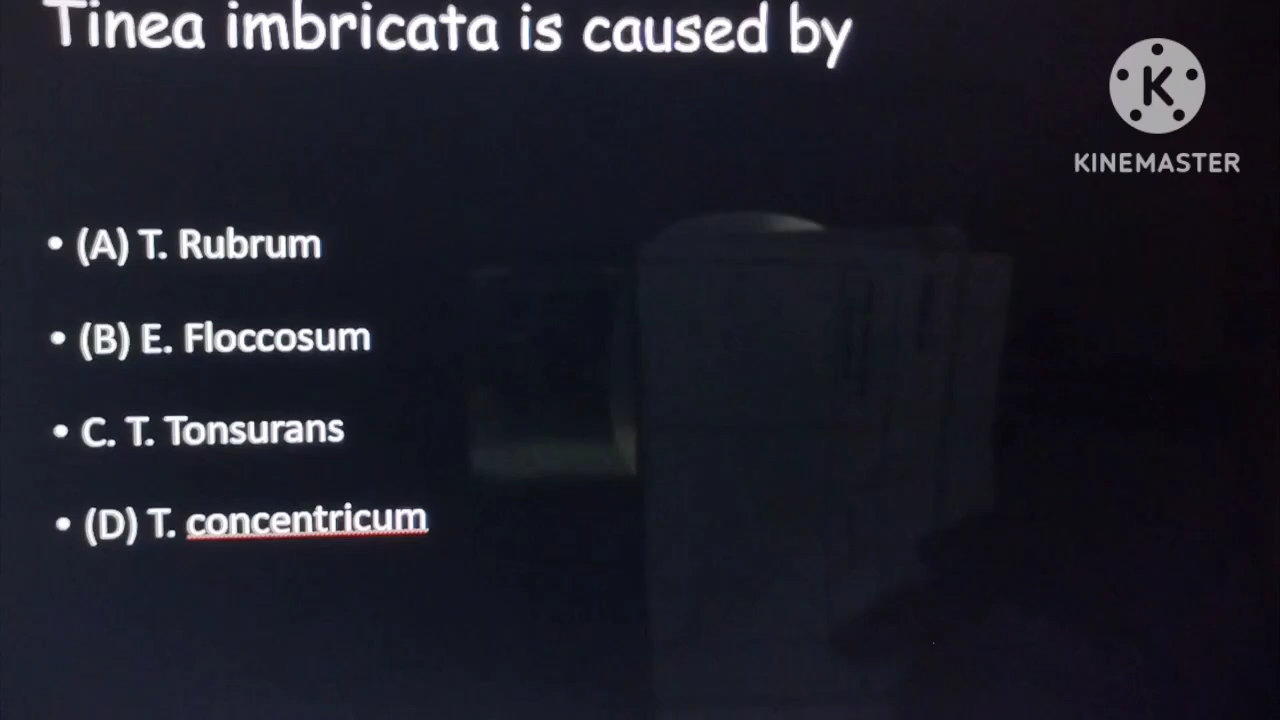 Tinea imbricata is caused by
K
KINEMASTER
• (A) T. Rubrum
• (B) E. Floccosum
• C. T. Tonsurans
• (D) T. concentricum